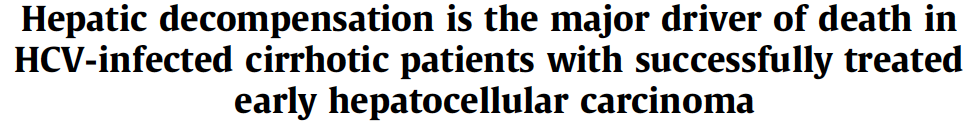 Hepatic decompensation is the major driver of death in
HCV-infected cirrhotic patients with successfully treated
early hepatocellular carcinoma